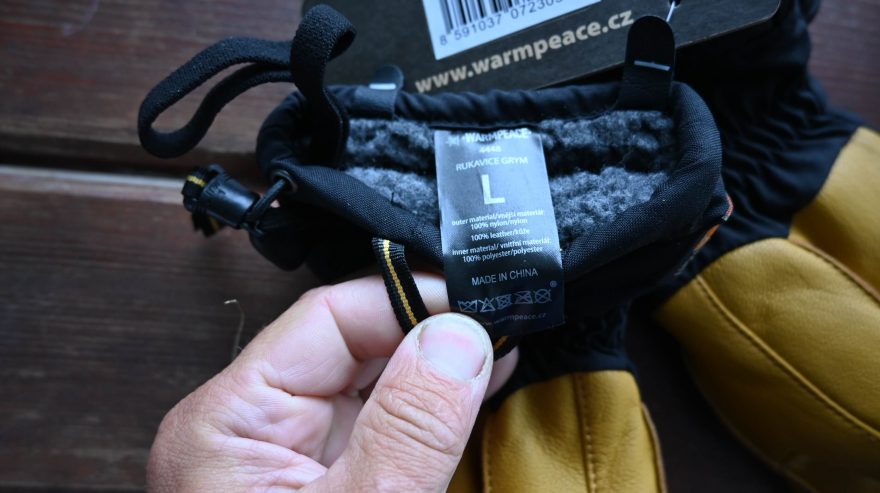 8 591037 07230
www.warmpeace.cz
WARMPEACE
4448
RUKAVICE GRYM
L
outer material/vnější materiál:
100% nylon/nylon
100% leather/kůže
inner material/ vnitřní materiál:
100% polyester/polyester
MADE IN CHINA
®
www.warmpeace.cz